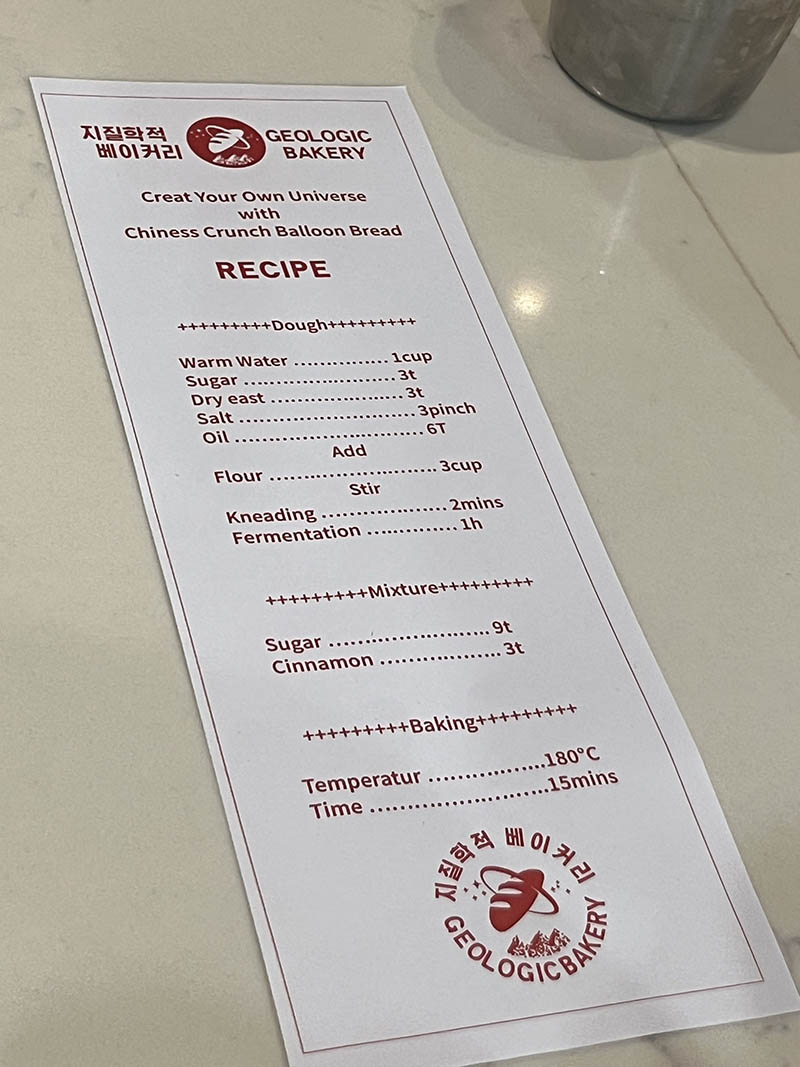 지질학적
베이커리
GEOLOGIC
BAKERY
Creat Your Own Universe
with
Chiness Crunch Balloon Bread
RECIPE
+++++++++Dough+++++++++
Warm Water ............... 1cup
Sugar ........................ 3t
Dry east ..................... 3t
Salt ............................ 3pinch
Oil .............................. 6T
Add
Flour .......................... 3cup
Stir
Kneading .................... 2mins
Fermentation .............. 1h
+++++++++Mixture+++++++++
Sugar ......................... 9t
Cinnamon ................... 3t
+++++++++Baking+++++++++
Temperatur ..................180°C
Time ............................15mins
지질학적 베이커리
GEOLOGIC BAKERY